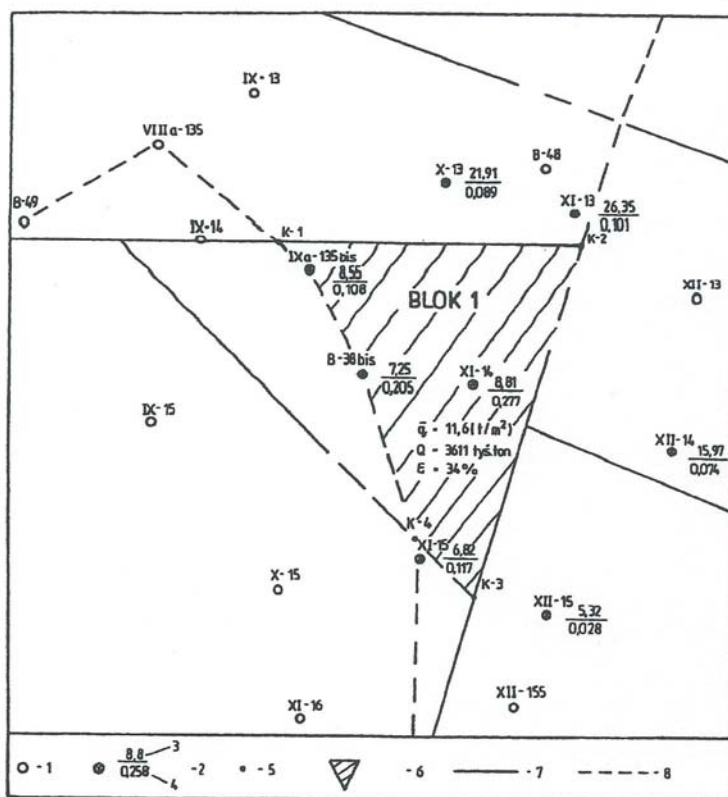 IX-13
VIIIa-135
B-49
X-13 21,91
0,089
B-48
XI-13 26,35
0,101
IX-14
K-1
K-2
IXa-135 bis
8,55
0,108
BLOK 1
XII-13
B-38 bis
7,25
0,205
XI-14
8,81
0,277
IX-15
q̄ = 11,6 (t/m²)
Q = 3611 tyś.ton
ε = 34%
XII-14 15,97
0,074
K-4
XI-15 6,82
0,117
K-3
X-15
XII-15 5,32
0,028
XI-16
XII-155
-1 8,8 3
0,258 4 -2 -5 -6 -7 -8